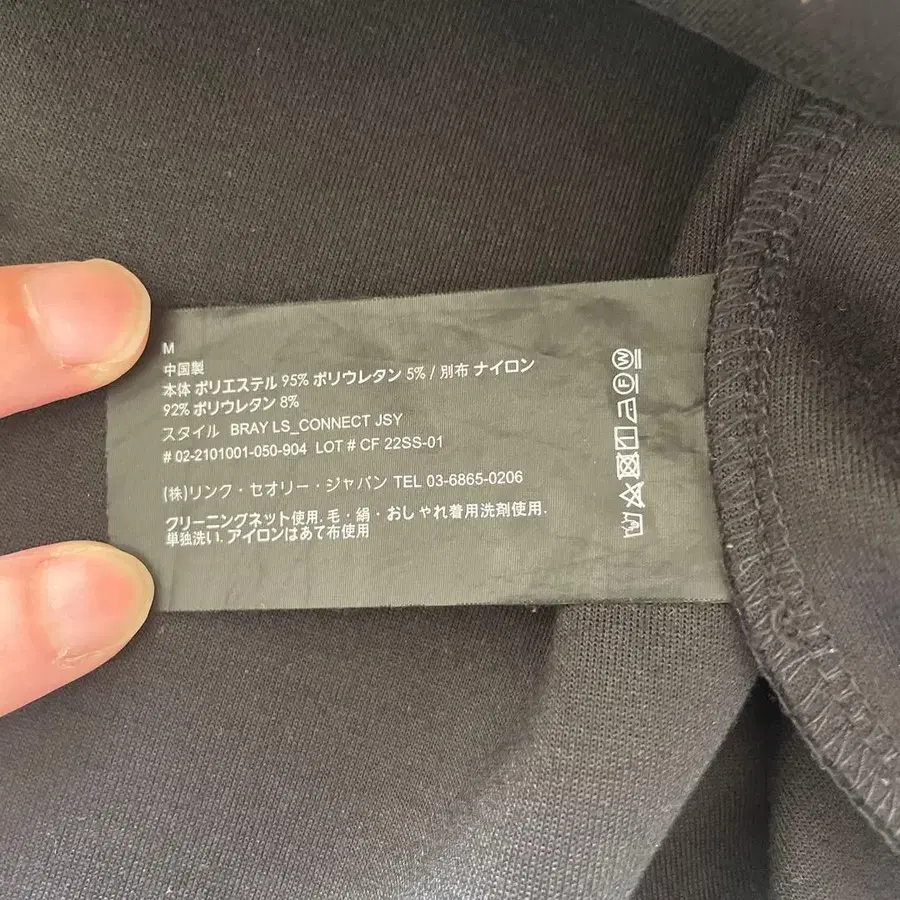 M
中国製
本体 ポリエステル 95% ポリウレタン 5% / 別布 ナイロン
92% ポリウレタン 8%
スタイル BRAY LS_CONNECT JSY
# 02-2101001-050-904 LOT # CF 22SS-01
(株)リンク・セオリー・ジャパン TEL 03-6865-0206
クリーニングネット使用. 毛・絹・おしゃれ着用洗剤使用.
単独洗い. アイロンはあて布使用
W
F